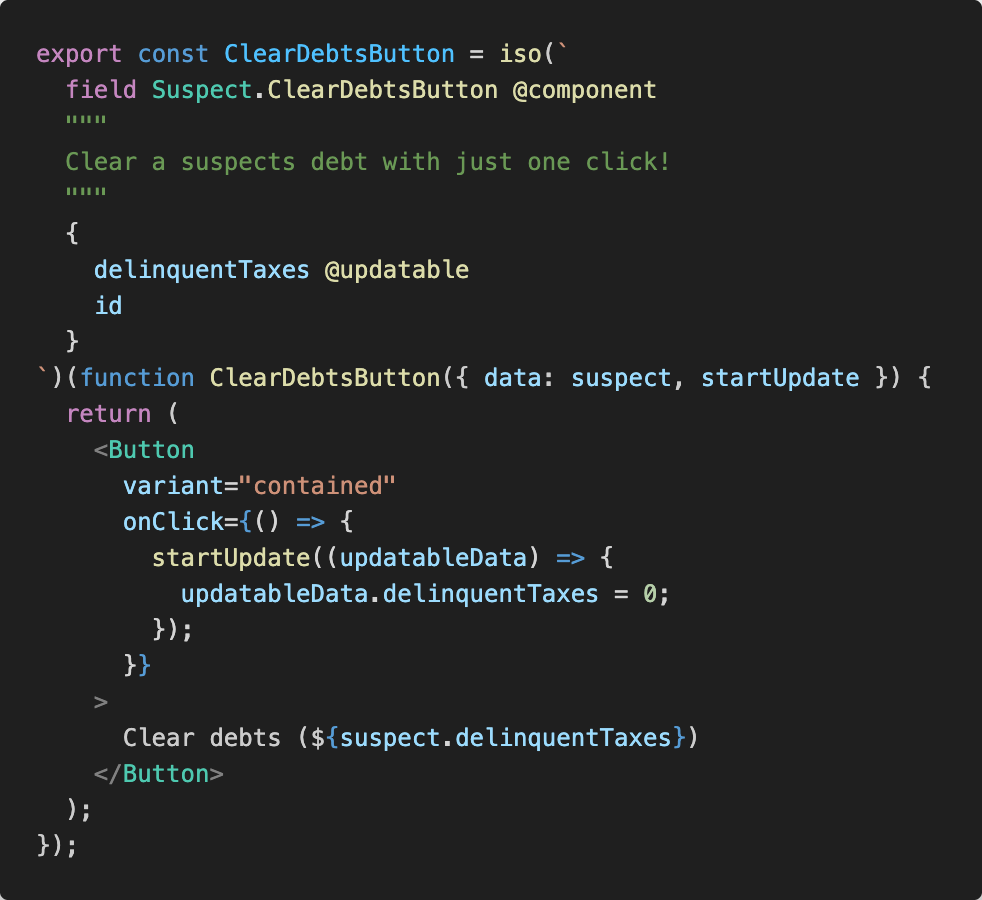 export const ClearDebtsButton = iso(`
  field Suspect.ClearDebtsButton @component
  """
  Clear a suspects debt with just one click!
  """
  {
    delinquentTaxes @updatable
    id
  }
`)(function ClearDebtsButton({ data: suspect, startUpdate }) {
  return (
    <Button
      variant="contained"
      onClick={() => {
        startUpdate((updatableData) => {
          updatableData.delinquentTaxes = 0;
        });
      }}
    >
      Clear debts (${suspect.delinquentTaxes})
    </Button>
  );
});